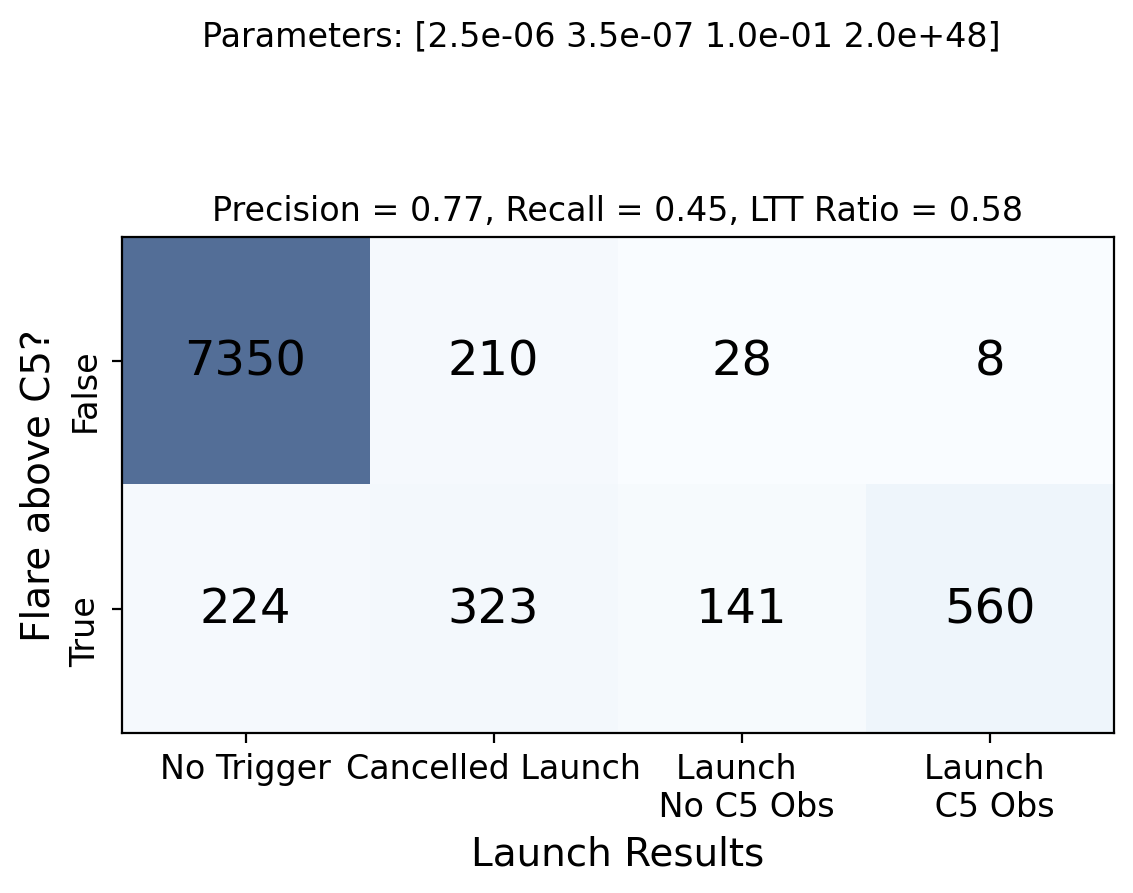 Parameters: [2.5e-06 3.5e-07 1.0e-01 2.0e+48]
Precision = 0.77, Recall = 0.45, LTT Ratio = 0.58
Flare above C5?
False
7350 210 28 8
True
224 323 141 560
No Trigger Cancelled Launch Launch Launch
No C5 Obs C5 Obs
Launch Results